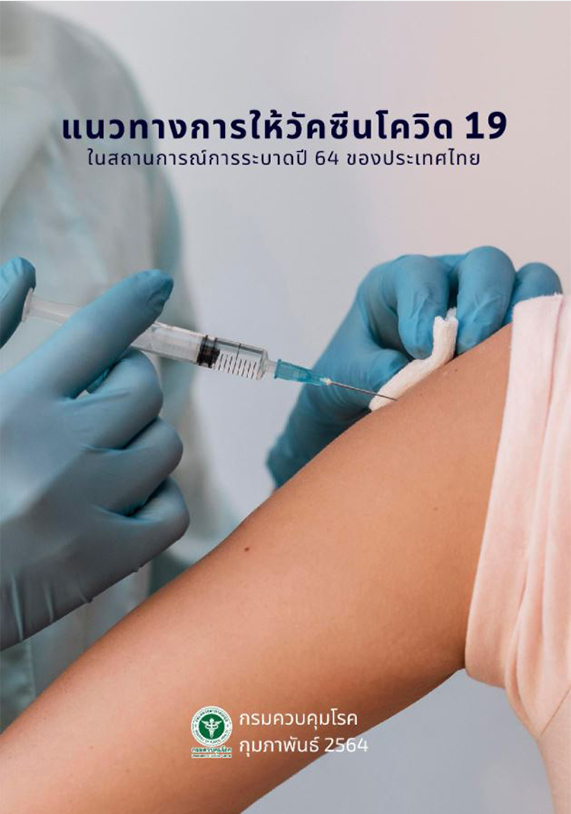 แนวทางการให้วัคซีนโควิด 19
ในสถานการณ์การระบาดปี 64 ของประเทศไทย
กรมควบคุมโรค
กุมภาพันธ์ 2564